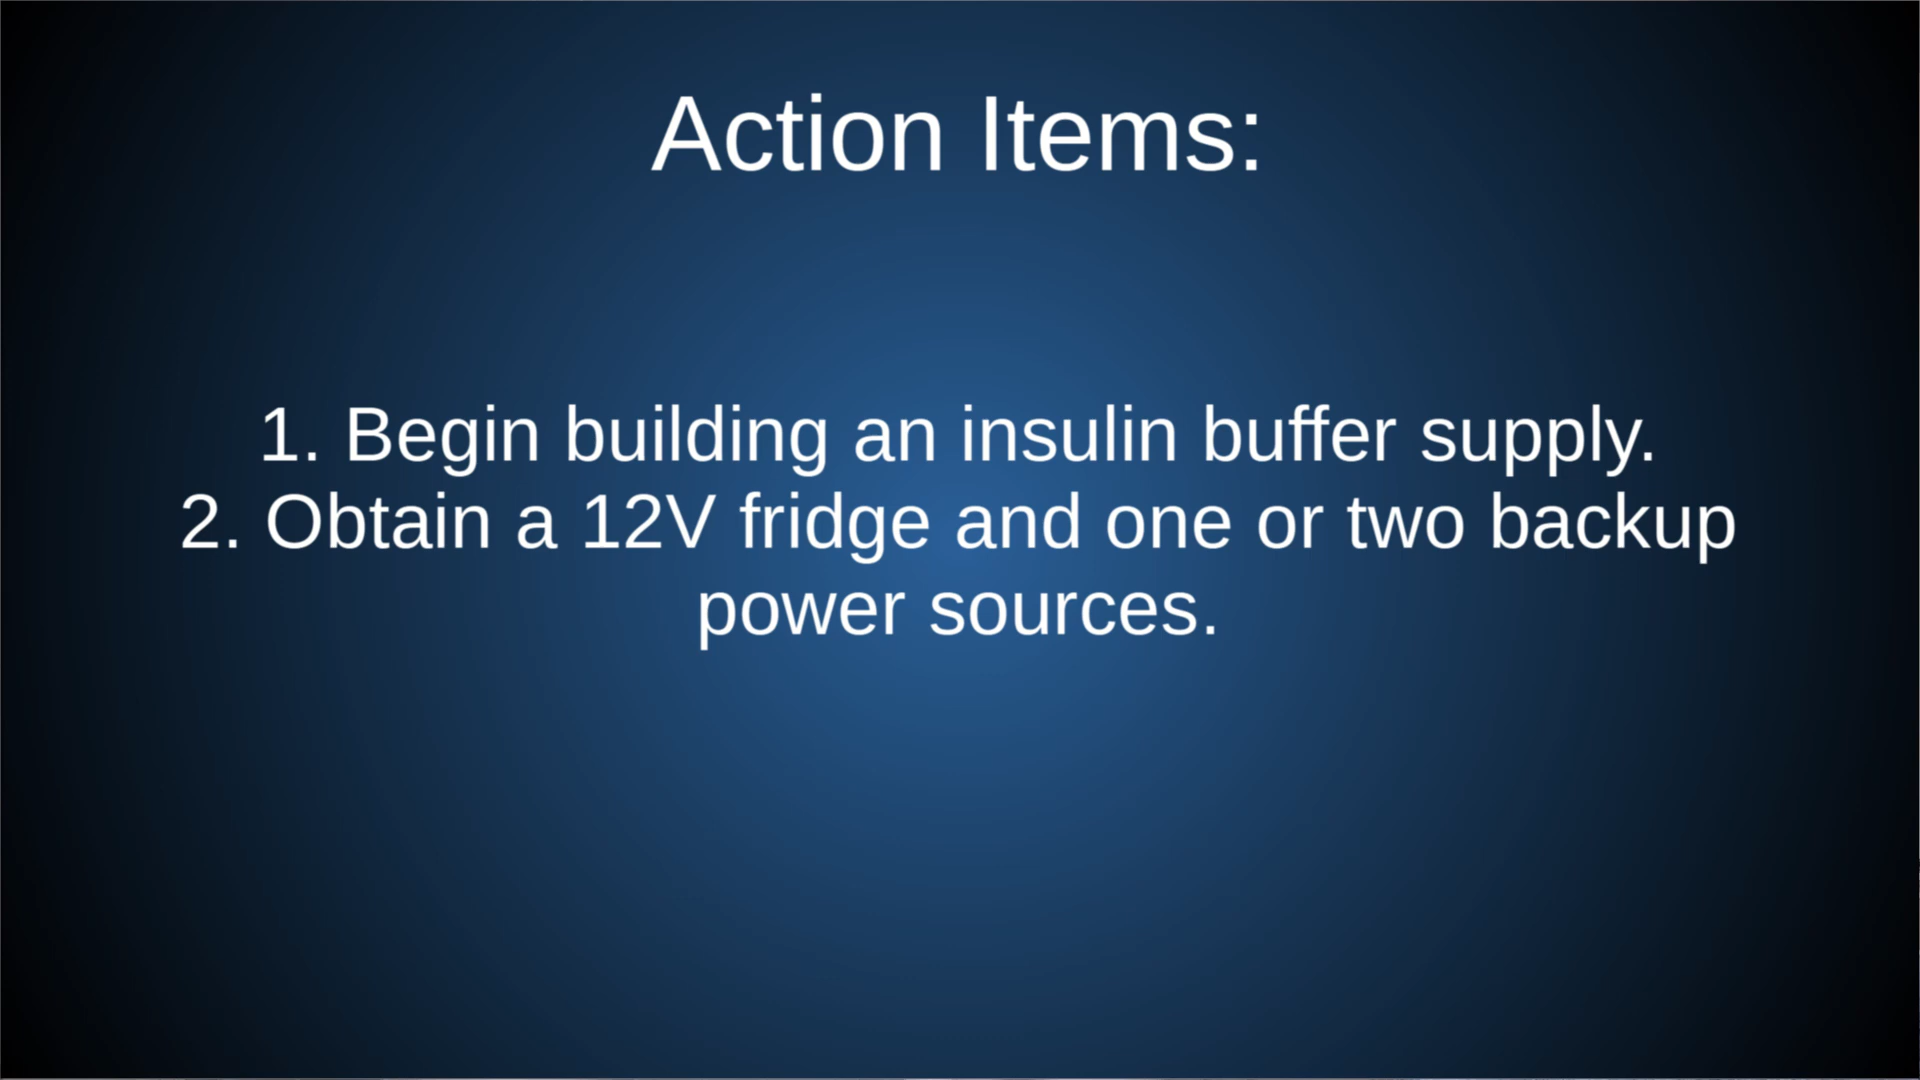 Action Items:
1. Begin building an insulin buffer supply.
2. Obtain a 12V fridge and one or two backup
power sources.